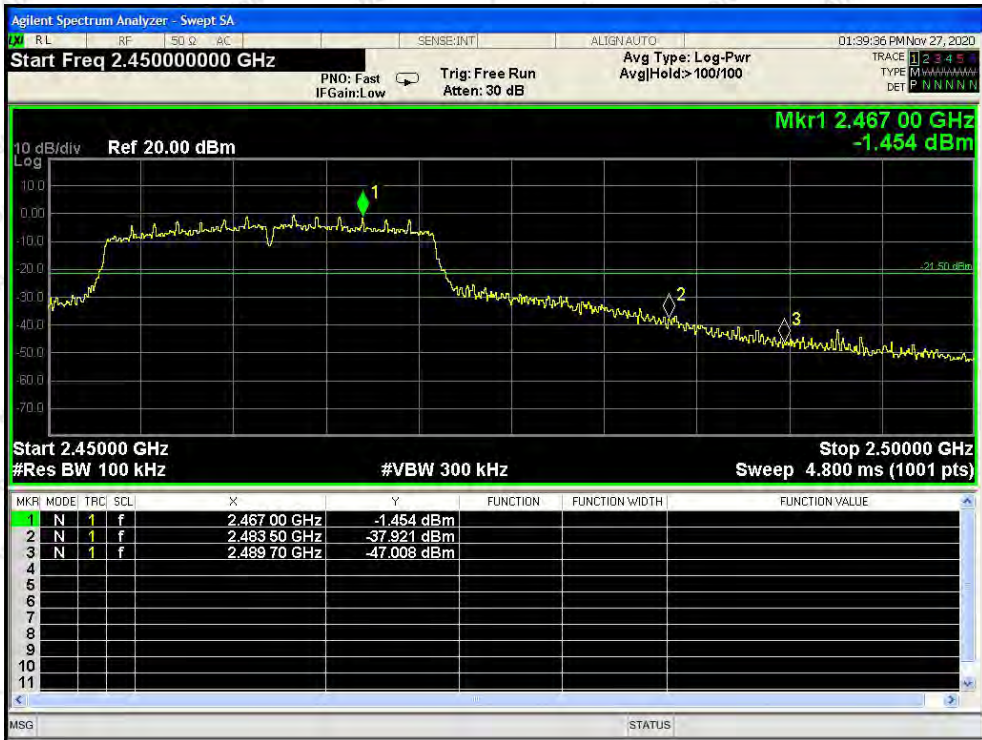 Agilent Spectrum Analyzer - Swept SA
LXI RL RF 50 Ω AC SENSE:INT ALIGN AUTO 01:39:36 PM Nov 27, 2020
Start Freq 2.450000000 GHz
PNO: Fast
IFGain:Low
Trig: Free Run
Atten: 30 dB
Avg Type: Log-Pwr
Avg|Hold:>100/100
TRACE 1 2 3 4 5 6
TYPE M WWWWW
DET P N N N N N
Mkr1 2.467 00 GHz
-1.454 dBm
10 dB/div Ref 20.00 dBm
Log
10.0
0.00
-10.0
-20.0
-30.0
-40.0
-50.0
-60.0
-70.0
1
-21.50 dBm
2
3
Start 2.45000 GHz Stop 2.50000 GHz
#Res BW 100 kHz #VBW 300 kHz Sweep 4.800 ms (1001 pts)
MKR MODE TRC SCL X Y FUNCTION FUNCTION WIDTH FUNCTION VALUE
1 N 1 f 2.467 00 GHz -1.454 dBm
2 N 1 f 2.483 50 GHz -37.921 dBm
3 N 1 f 2.489 70 GHz -47.008 dBm
4
5
6
7
8
9
10
11
MSG STATUS